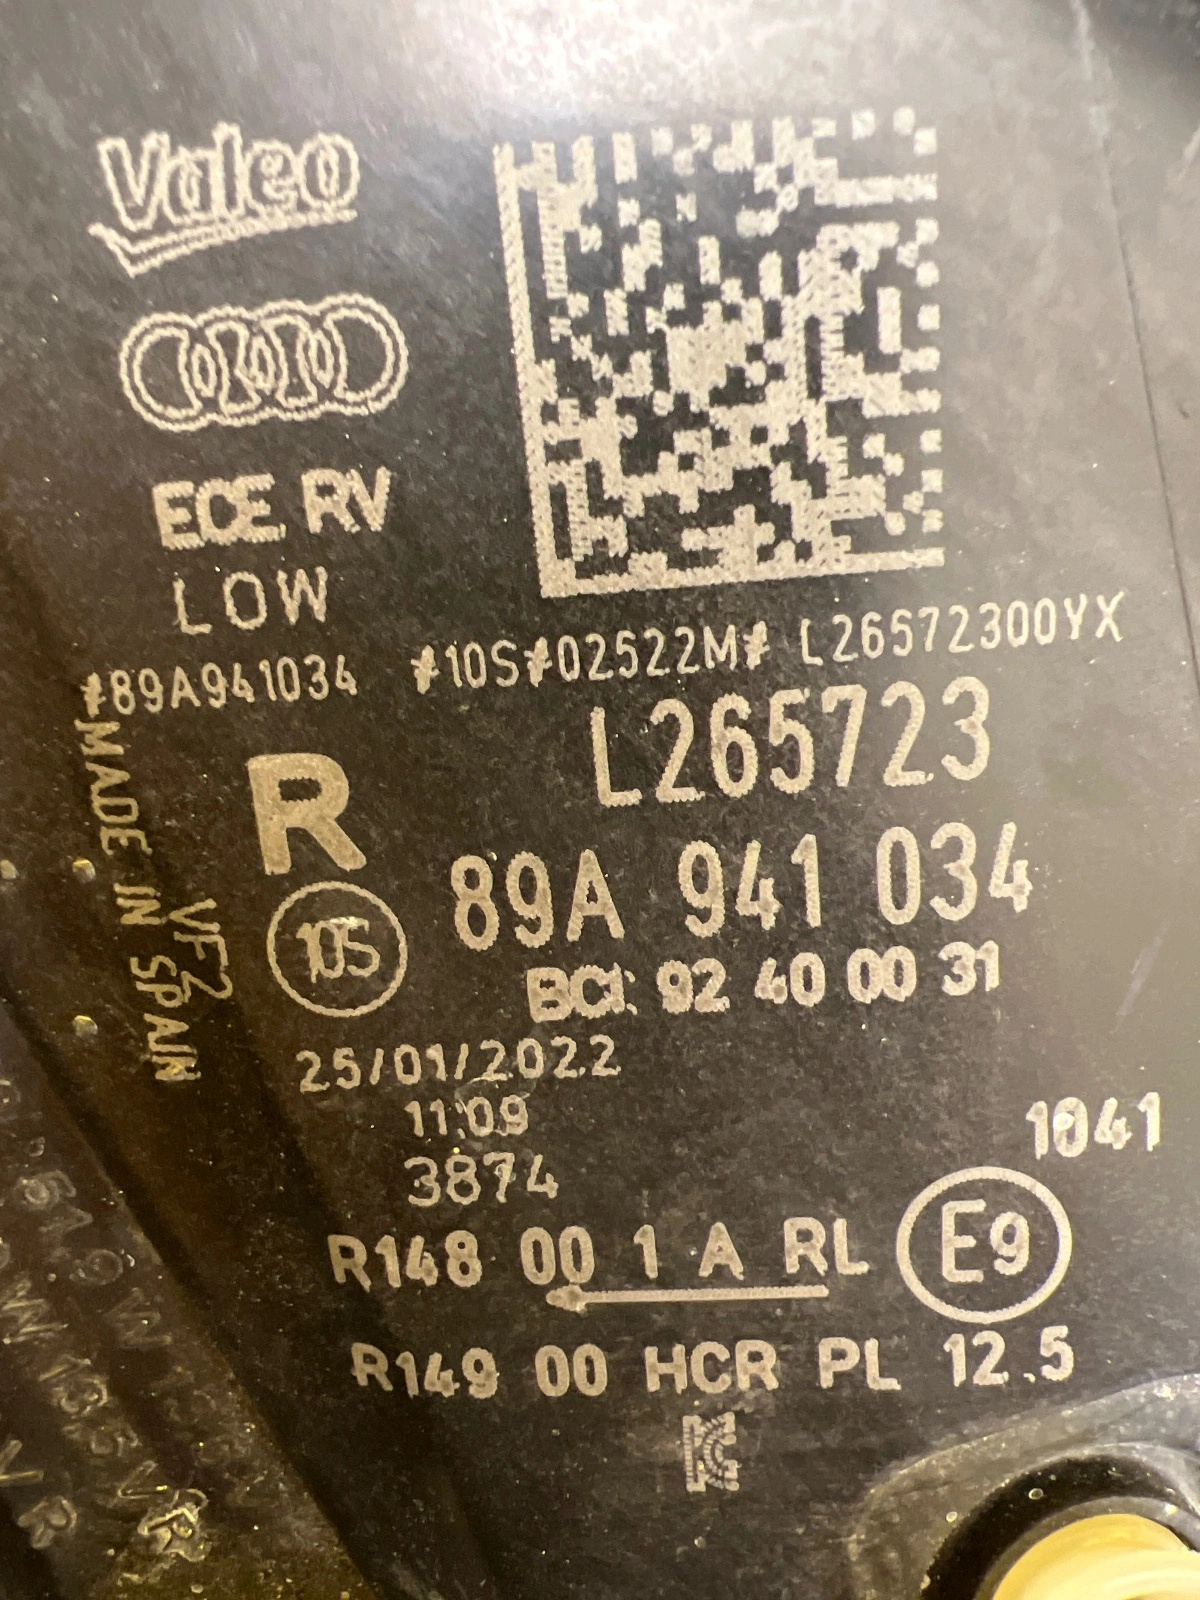 Valeo
ECE RV
LOW
#89A941034 #10S#02522M# L26572300YX
L265723
R
89A 941 034
10S
BCI: 92 40 00 31
MADE IN SPAIN
VFZ
25/01/2022
11:09
3874
1041
R148 00 1 A RL
E9
R149 00 HCR PL 12.5
KC